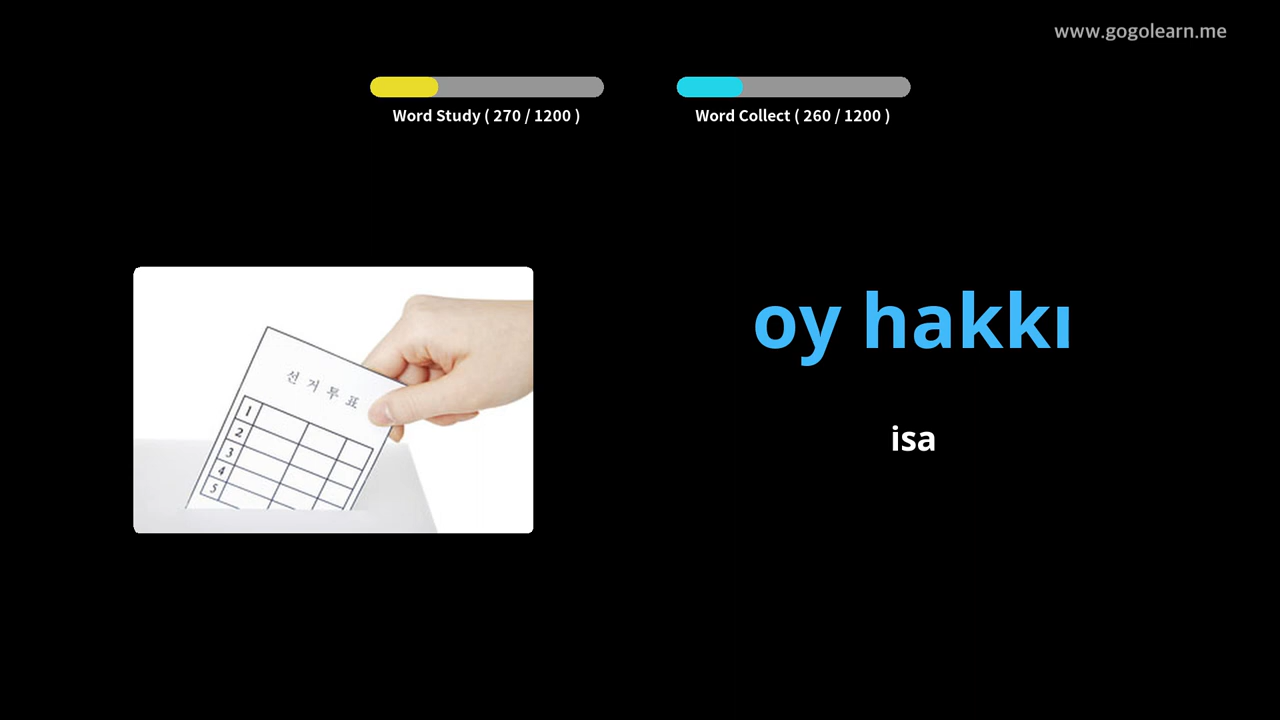 www.gogolearn.me
Word Study ( 270 / 1200 )
Word Collect ( 260 / 1200 )
선거투표
1
2
3
4
5
oy hakkı
isa